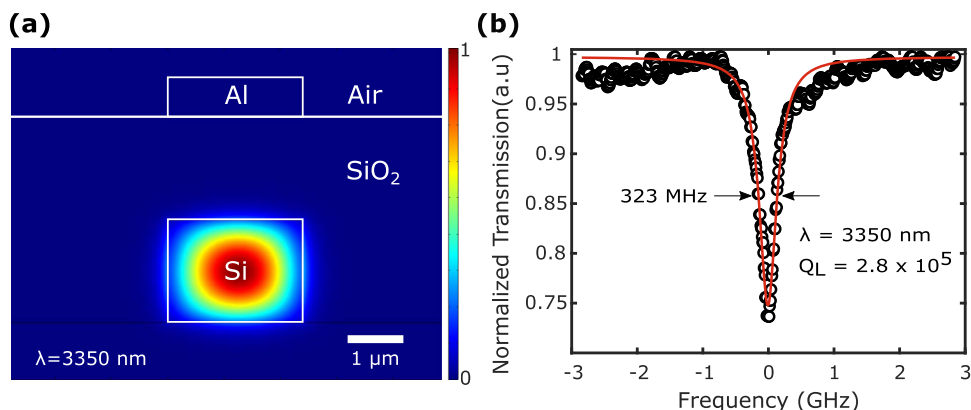 (a)
Al
Air
SiO2
Si
λ=3350 nm
1 μm
1
0
(b)
Normalized Transmission(a.u)
1
0.95
0.9
0.85
0.8
0.75
323 MHz
λ = 3350 nm
QL = 2.8 x 10^5
-3 -2 -1 0 1 2 3
Frequency (GHz)